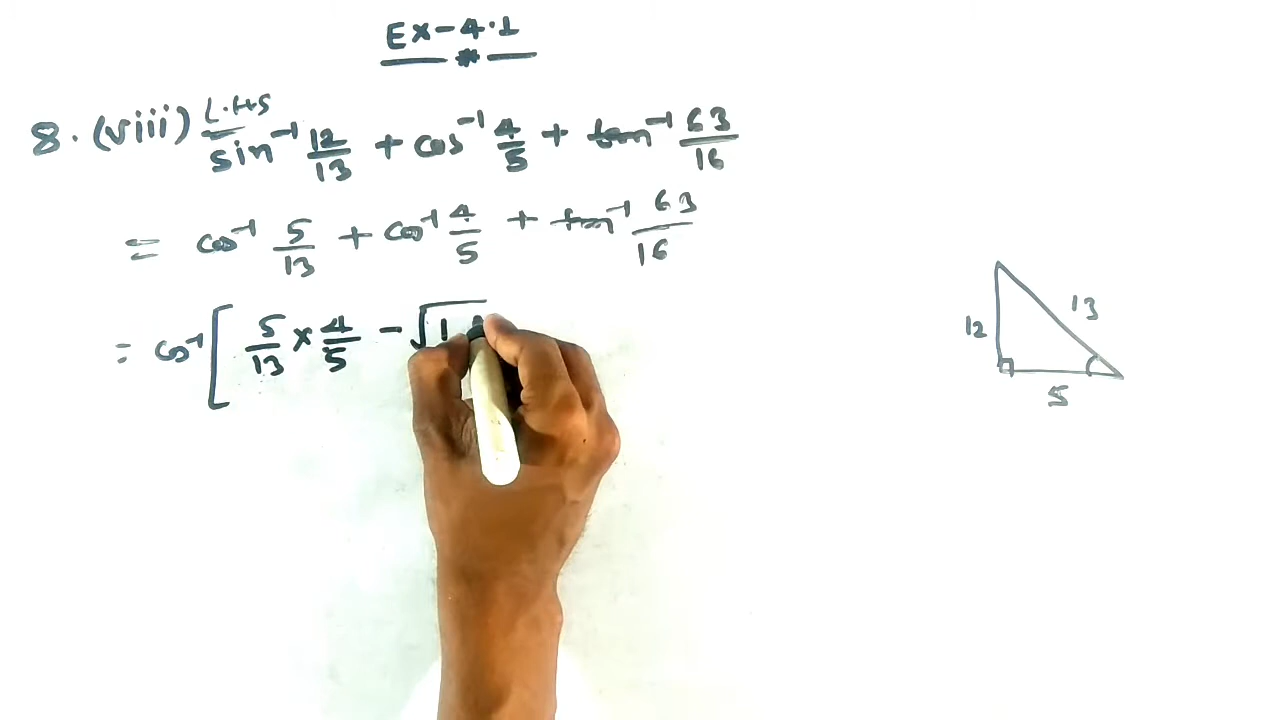 Ex-4.1
8. (viii) L.H.S
sin⁻¹ 12/13 + cos⁻¹ 4/5 + tan⁻¹ 63/16
= cos⁻¹ 5/13 + cos⁻¹ 4/5 + tan⁻¹ 63/16
= cos⁻¹ [ 5/13 × 4/5 - √1
12 13
5